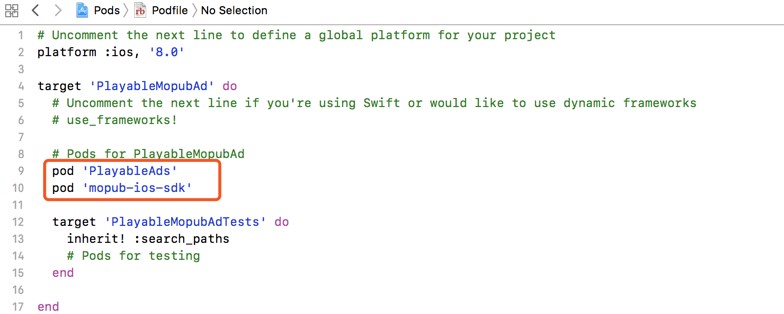 Pods Podfile No Selection
1 # Uncomment the next line to define a global platform for your project
2 platform :ios, '8.0'
3
4 target 'PlayableMopubAd' do
5 # Uncomment the next line if you're using Swift or would like to use dynamic frameworks
6 # use_frameworks!
7
8 # Pods for PlayableMopubAd
9 pod 'PlayableAds'
10 pod 'mopub-ios-sdk'
11
12 target 'PlayableMopubAdTests' do
13 inherit! :search_paths
14 # Pods for testing
15 end
16
17 end